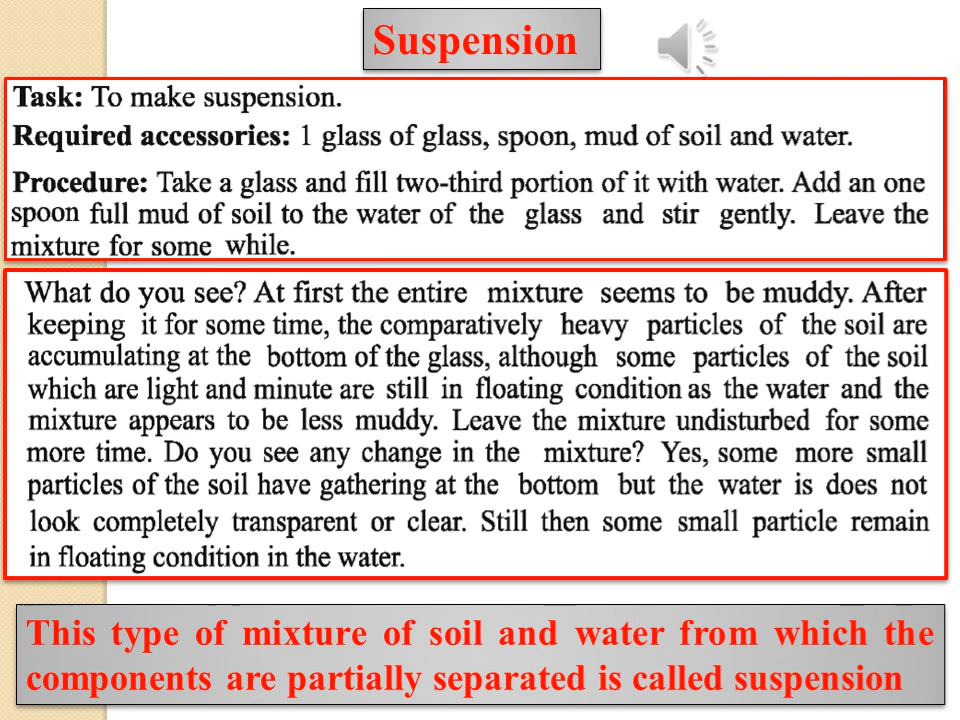 Suspension
Task: To make suspension.
Required accessories: 1 glass of glass, spoon, mud of soil and water.
Procedure: Take a glass and fill two-third portion of it with water. Add an one
spoon full mud of soil to the water of the glass and stir gently. Leave the
mixture for some while.
What do you see? At first the entire mixture seems to be muddy. After
keeping it for some time, the comparatively heavy particles of the soil are
accumulating at the bottom of the glass, although some particles of the soil
which are light and minute are still in floating condition as the water and the
mixture appears to be less muddy. Leave the mixture undisturbed for some
more time. Do you see any change in the mixture? Yes, some more small
particles of the soil have gathering at the bottom but the water is does not
look completely transparent or clear. Still then some small particle remain
in floating condition in the water.
This type of mixture of soil and water from which the
components are partially separated is called suspension